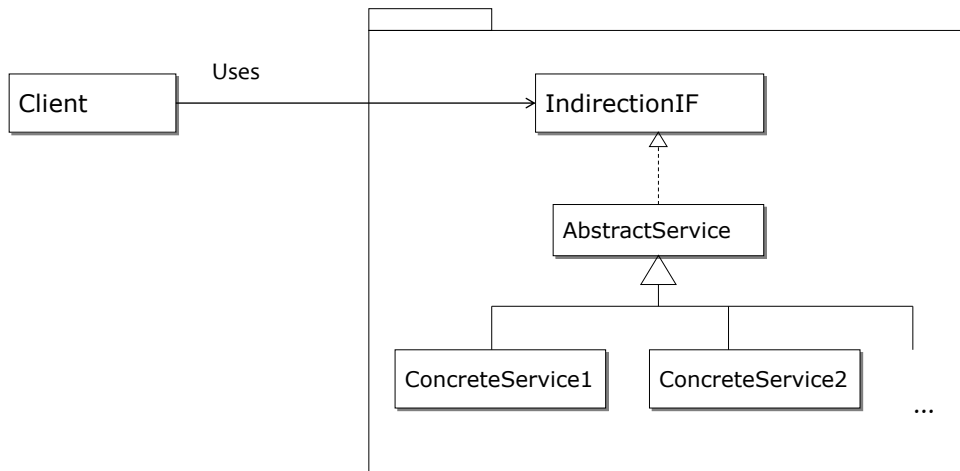 Uses
Client
IndirectionIF
AbstractService
ConcreteService1
ConcreteService2
...